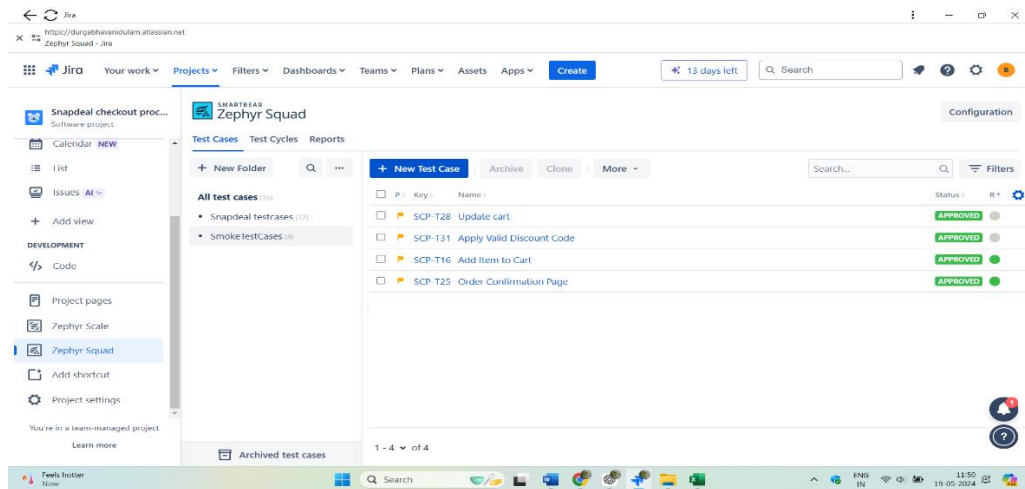 Jira
https://durgabhavanidulam.atlassian.net
Zephyr Squad - Jira
Jira Your work Projects Filters Dashboards Teams Plans Assets Apps Create 13 days left Search
Snapdeal checkout proc...
Software project
Calendar NEW
List
Issues AI
Add view
DEVELOPMENT
Code
Project pages
Zephyr Scale
Zephyr Squad
Add shortcut
Project settings
You're in a team-managed project
Learn more
SMARTBEAR
Zephyr Squad
Configuration
Test Cases Test Cycles Reports
+ New Folder
All test cases (16)
Snapdeal testcases (12)
SmokeTestCases (4)
Archived test cases
+ New Test Case Archive Clone More Search... Filters
P Key Name Status R
SCP-T28 Update cart APPROVED
SCP-T31 Apply Valid Discount Code APPROVED
SCP-T16 Add Item to Cart APPROVED
SCP-T25 Order Confirmation Page APPROVED
1 - 4 of 4
1
?
Feels hotter
Now
Search
ENG
IN
11:50
19-05-2024